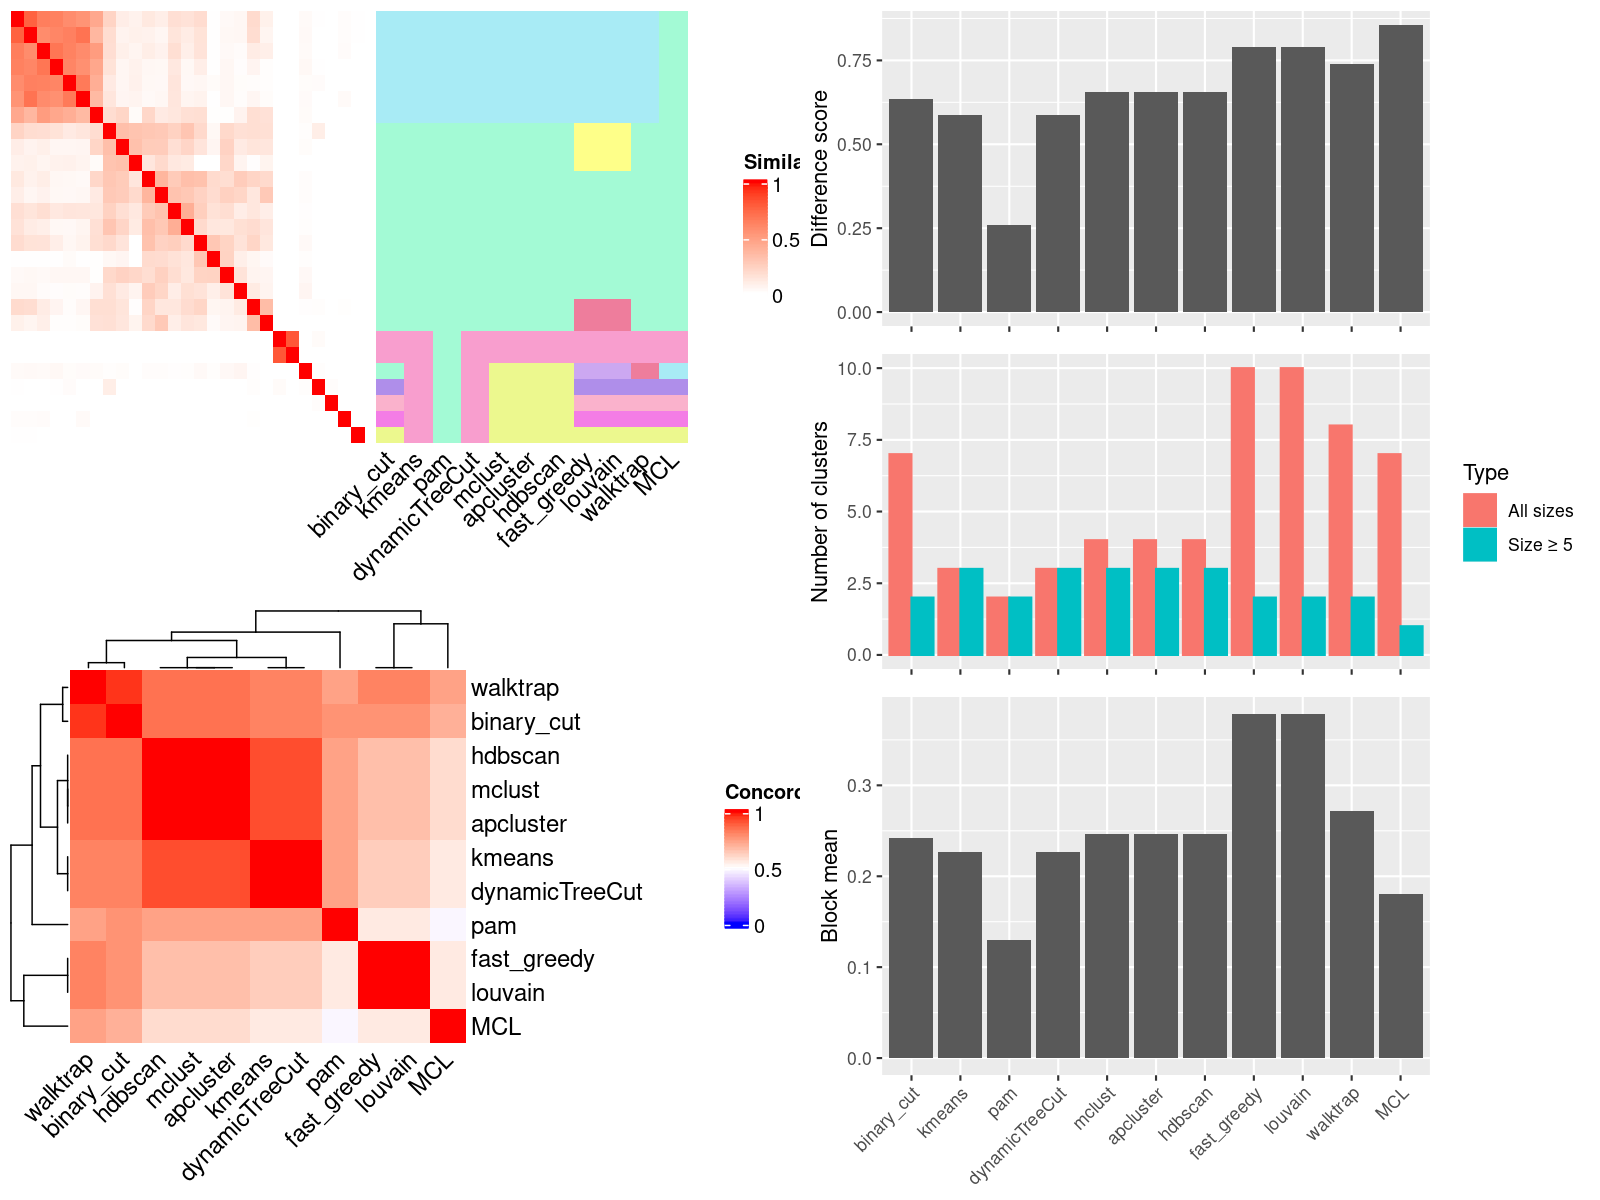 Simila
1
0.5
0
binary_cut
kmeans
pam
dynamicTreeCut
mclust
apcluster
hdbscan
fast_greedy
louvain
walktrap
MCL
walktrap
binary_cut
hdbscan
mclust
apcluster
kmeans
dynamicTreeCut
pam
fast_greedy
louvain
MCL
Concord
1
0.5
0
walktrap
binary_cut
hdbscan
mclust
apcluster
kmeans
dynamicTreeCut
pam
fast_greedy
louvain
MCL
Difference score
0.75
0.50
0.25
0.00
Number of clusters
10.0
7.5
5.0
2.5
0.0
Type
All sizes
Size ≥ 5
Block mean
0.3
0.2
0.1
0.0
binary_cut
kmeans
pam
dynamicTreeCut
mclust
apcluster
hdbscan
fast_greedy
louvain
walktrap
MCL